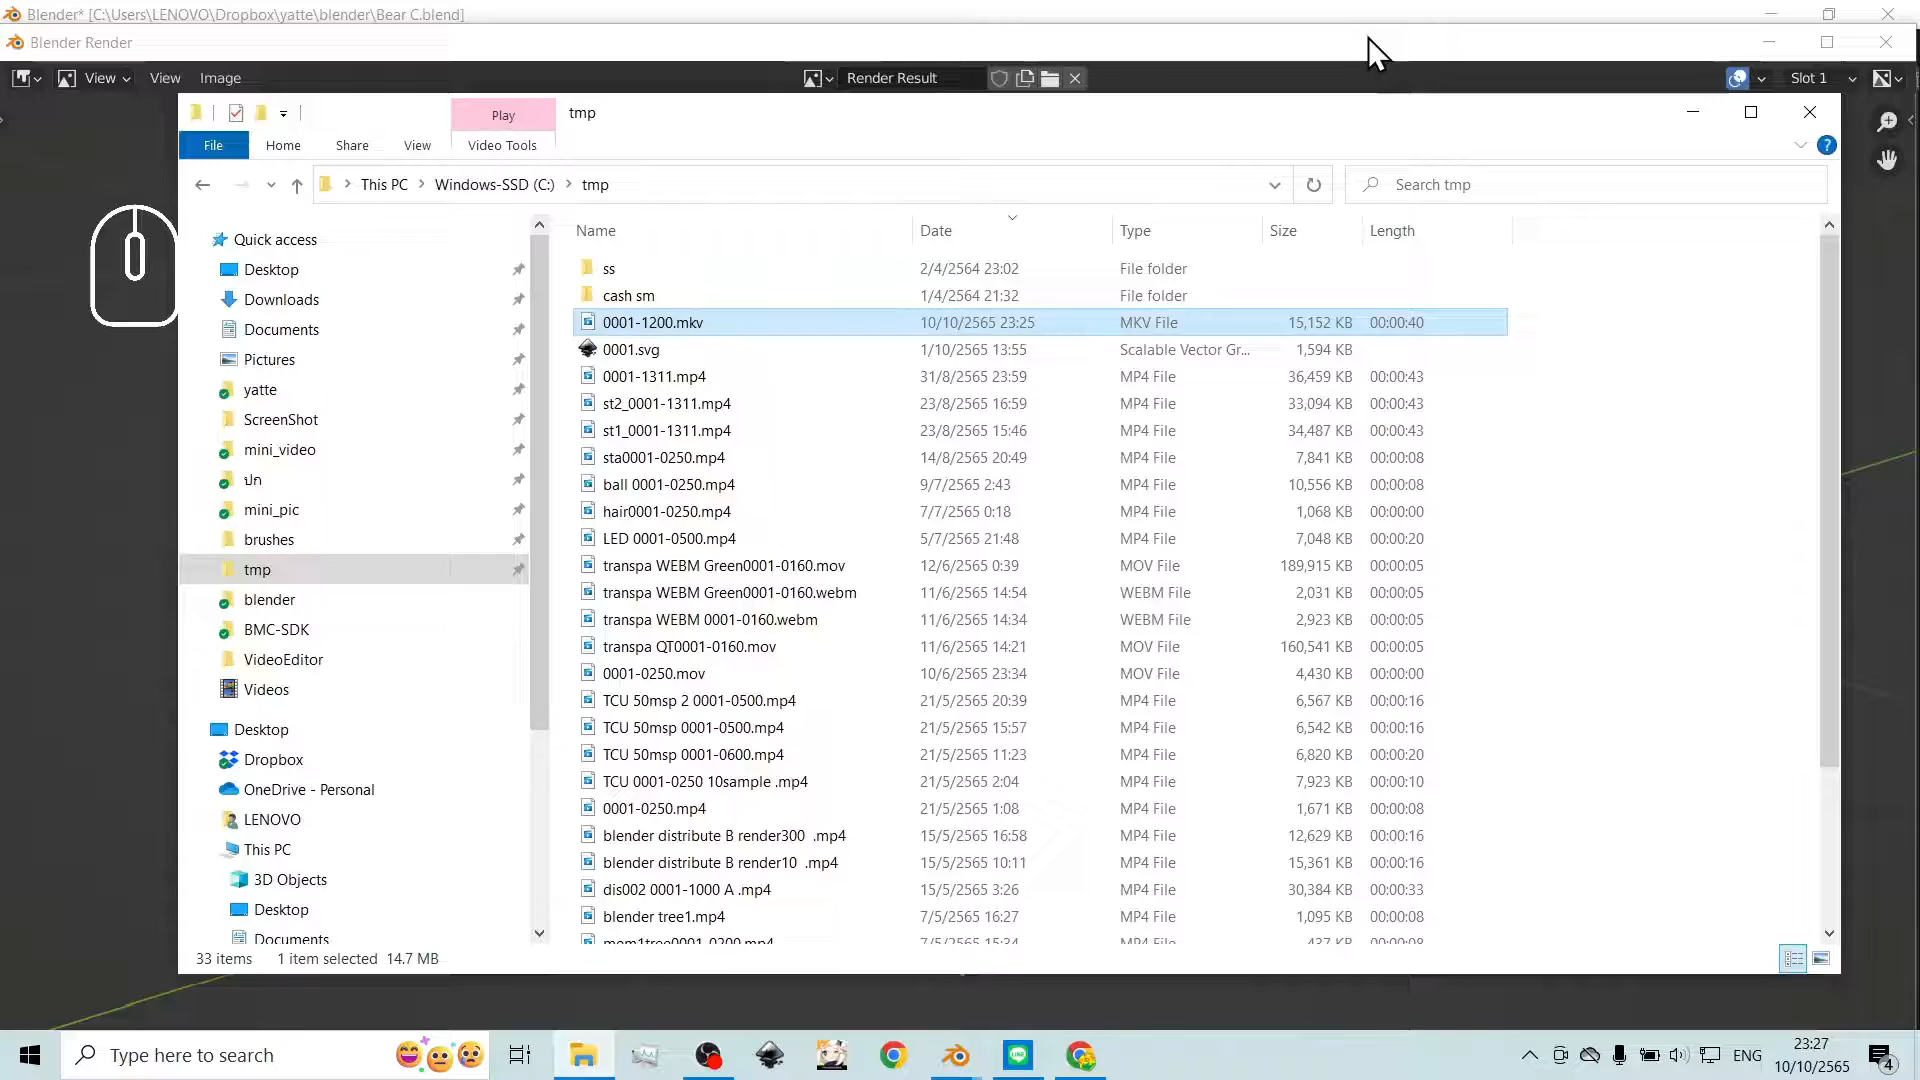 Blender* [C:\Users\LENOVO\Dropbox\yatte\blender\Bear C.blend]
Blender Render
View View Image Render Result Slot 1
Play tmp
File Home Share View Video Tools
This PC Windows-SSD (C:) tmp Search tmp
Name Date Type Size Length
Quick access
Desktop
Downloads
Documents
Pictures
yatte
ScreenShot
mini_video
ปก
mini_pic
brushes
tmp
blender
BMC-SDK
VideoEditor
Videos
Desktop
Dropbox
OneDrive - Personal
LENOVO
This PC
3D Objects
Desktop
Documents
ss 2/4/2564 23:02 File folder
cash sm 1/4/2564 21:32 File folder
0001-1200.mkv 10/10/2565 23:25 MKV File 15,152 KB 00:00:40
0001.svg 1/10/2565 13:55 Scalable Vector Gr... 1,594 KB
0001-1311.mp4 31/8/2565 23:59 MP4 File 36,459 KB 00:00:43
st2_0001-1311.mp4 23/8/2565 16:59 MP4 File 33,094 KB 00:00:43
st1_0001-1311.mp4 23/8/2565 15:46 MP4 File 34,487 KB 00:00:43
sta0001-0250.mp4 14/8/2565 20:49 MP4 File 7,841 KB 00:00:08
ball 0001-0250.mp4 9/7/2565 2:43 MP4 File 10,556 KB 00:00:08
hair0001-0250.mp4 7/7/2565 0:18 MP4 File 1,068 KB 00:00:00
LED 0001-0500.mp4 5/7/2565 21:48 MP4 File 7,048 KB 00:00:20
transpa WEBM Green0001-0160.mov 12/6/2565 0:39 MOV File 189,915 KB 00:00:05
transpa WEBM Green0001-0160.webm 11/6/2565 14:54 WEBM File 2,031 KB 00:00:05
transpa WEBM 0001-0160.webm 11/6/2565 14:34 WEBM File 2,923 KB 00:00:05
transpa QT0001-0160.mov 11/6/2565 14:21 MOV File 160,541 KB 00:00:05
0001-0250.mov 10/6/2565 23:34 MOV File 4,430 KB 00:00:00
TCU 50msp 2 0001-0500.mp4 21/5/2565 20:39 MP4 File 6,567 KB 00:00:16
TCU 50msp 0001-0500.mp4 21/5/2565 15:57 MP4 File 6,542 KB 00:00:16
TCU 50msp 0001-0600.mp4 21/5/2565 11:23 MP4 File 6,820 KB 00:00:20
TCU 0001-0250 10sample .mp4 21/5/2565 2:04 MP4 File 7,923 KB 00:00:10
0001-0250.mp4 21/5/2565 1:08 MP4 File 1,671 KB 00:00:08
blender distribute B render300 .mp4 15/5/2565 16:58 MP4 File 12,629 KB 00:00:16
blender distribute B render10 .mp4 15/5/2565 10:11 MP4 File 15,361 KB 00:00:16
dis002 0001-1000 A .mp4 15/5/2565 3:26 MP4 File 30,384 KB 00:00:33
blender tree1.mp4 7/5/2565 16:27 MP4 File 1,095 KB 00:00:08
mem1tree0001-0200.mp4 7/5/2565 15:34 MP4 File 437 KB 00:00:08
33 items 1 item selected 14.7 MB
Type here to search
ENG
23:27
10/10/2565
4